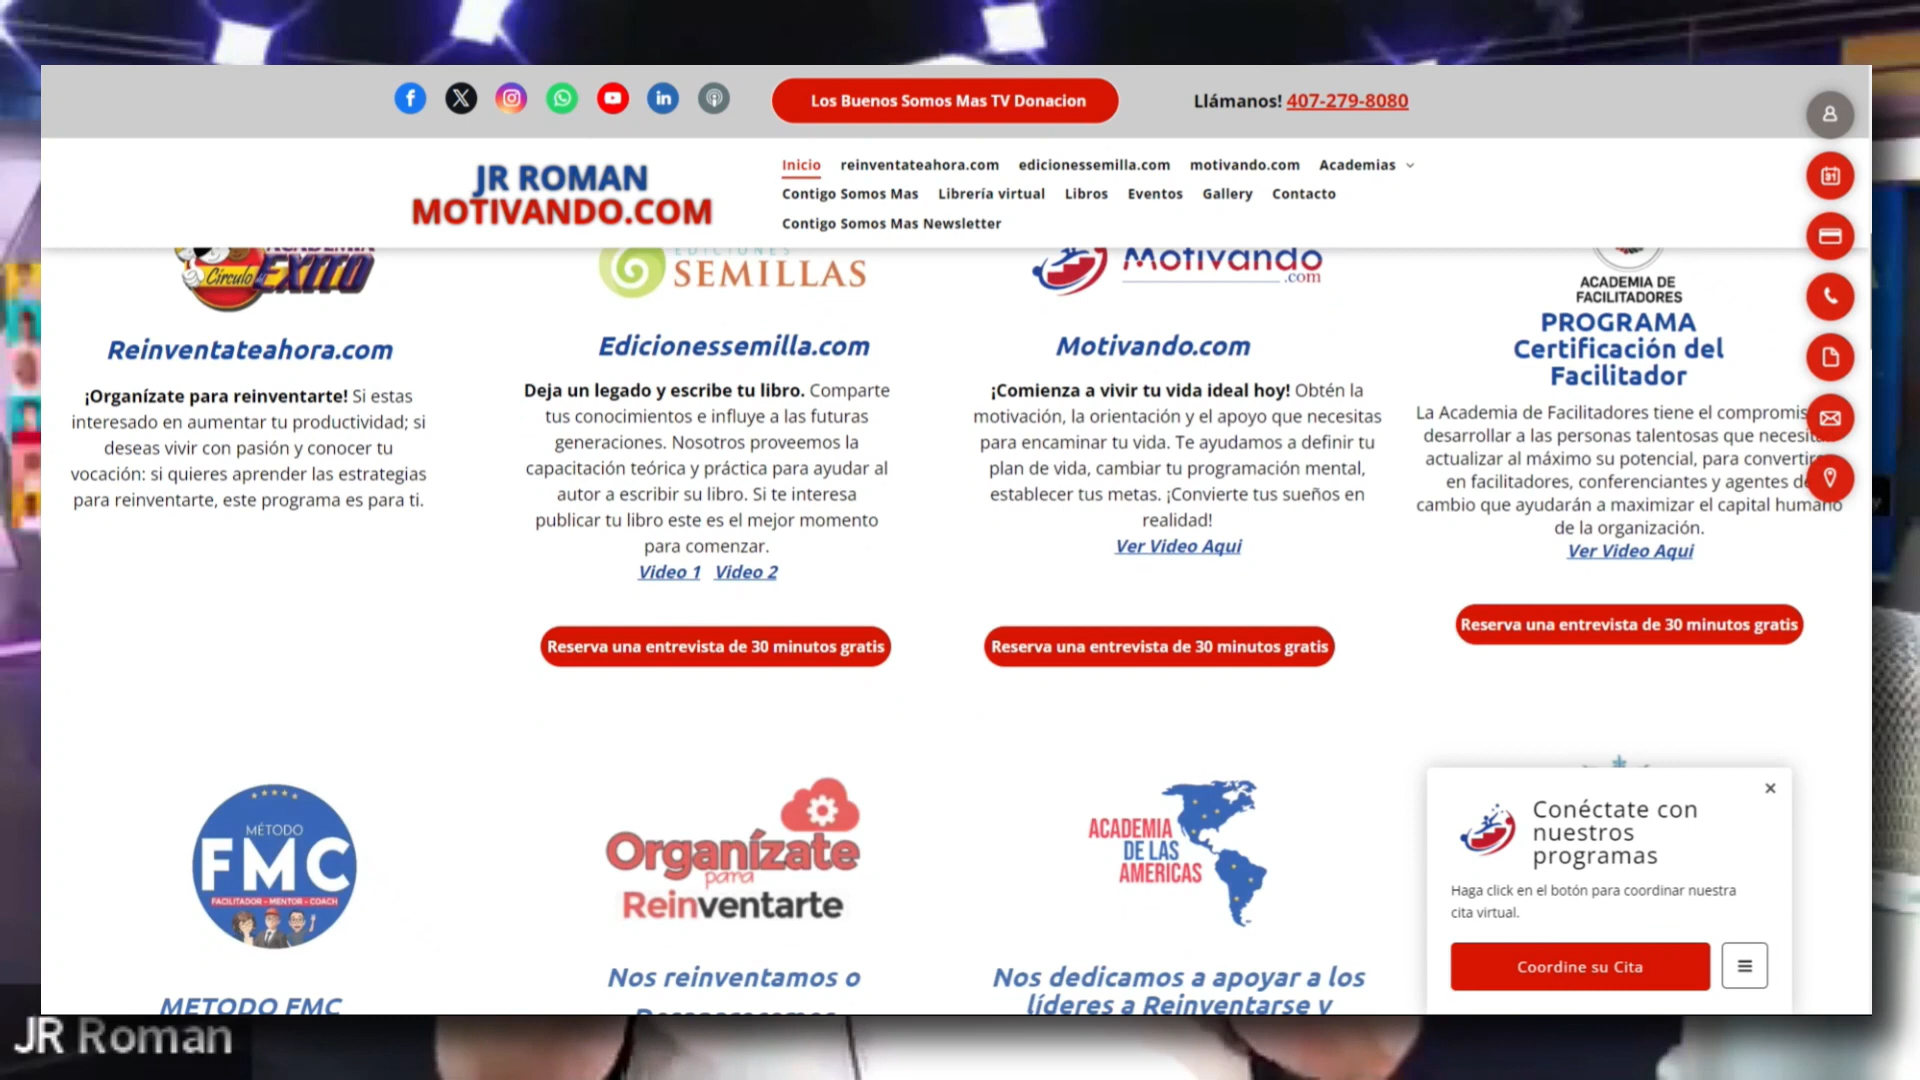 Los Buenos Somos Mas TV Donacion
Llámanos! 407-279-8080
JR ROMAN
MOTIVANDO.COM
Inicio reinventateahora.com edicionessemilla.com motivando.com Academias
Contigo Somos Mas Librería virtual Libros Eventos Gallery Contacto
Contigo Somos Mas Newsletter
Círculo
EXITO
Reinventateahora.com
¡Organízate para reinventarte! Si estas
interesado en aumentar tu productividad; si
deseas vivir con pasión y conocer tu
vocación: si quieres aprender las estrategias
para reinventarte, este programa es para ti.
EDICIONES
SEMILLAS
Edicionessemilla.com
Deja un legado y escribe tu libro. Comparte
tus conocimientos e influye a las futuras
generaciones. Nosotros proveemos la
capacitación teórica y práctica para ayudar al
autor a escribir su libro. Si te interesa
publicar tu libro este es el mejor momento
para comenzar.
Video 1 Video 2
Reserva una entrevista de 30 minutos gratis
Motivando
.com
Motivando.com
¡Comienza a vivir tu vida ideal hoy! Obtén la
motivación, la orientación y el apoyo que necesitas
para encaminar tu vida. Te ayudamos a definir tu
plan de vida, cambiar tu programación mental,
establecer tus metas. ¡Convierte tus sueños en
realidad!
Ver Video Aqui
Reserva una entrevista de 30 minutos gratis
ACADEMIA DE
FACILITADORES
PROGRAMA
Certificación del
Facilitador
La Academia de Facilitadores tiene el
desarrollar a las personas talentosas que
actualizar al máximo su potencial, para
en facilitadores, conferenciantes y agentes
cambio que ayudarán a maximizar el capital humano
de la organización.
Ver Video Aqui
Reserva una entrevista de 30 minutos gratis
MÉTODO
FMC
FACILITADOR - MENTOR - COACH
METODO FMC
Organízate
para
Reinventarte
Nos reinventamos o
ACADEMIA
DE LAS
AMERICAS
Nos dedicamos a apoyar a los
líderes a Reinventarse y
Conéctate con
nuestros
programas
Haga click en el botón para coordinar nuestra
cita virtual.
Coordine su Cita
JR Roman